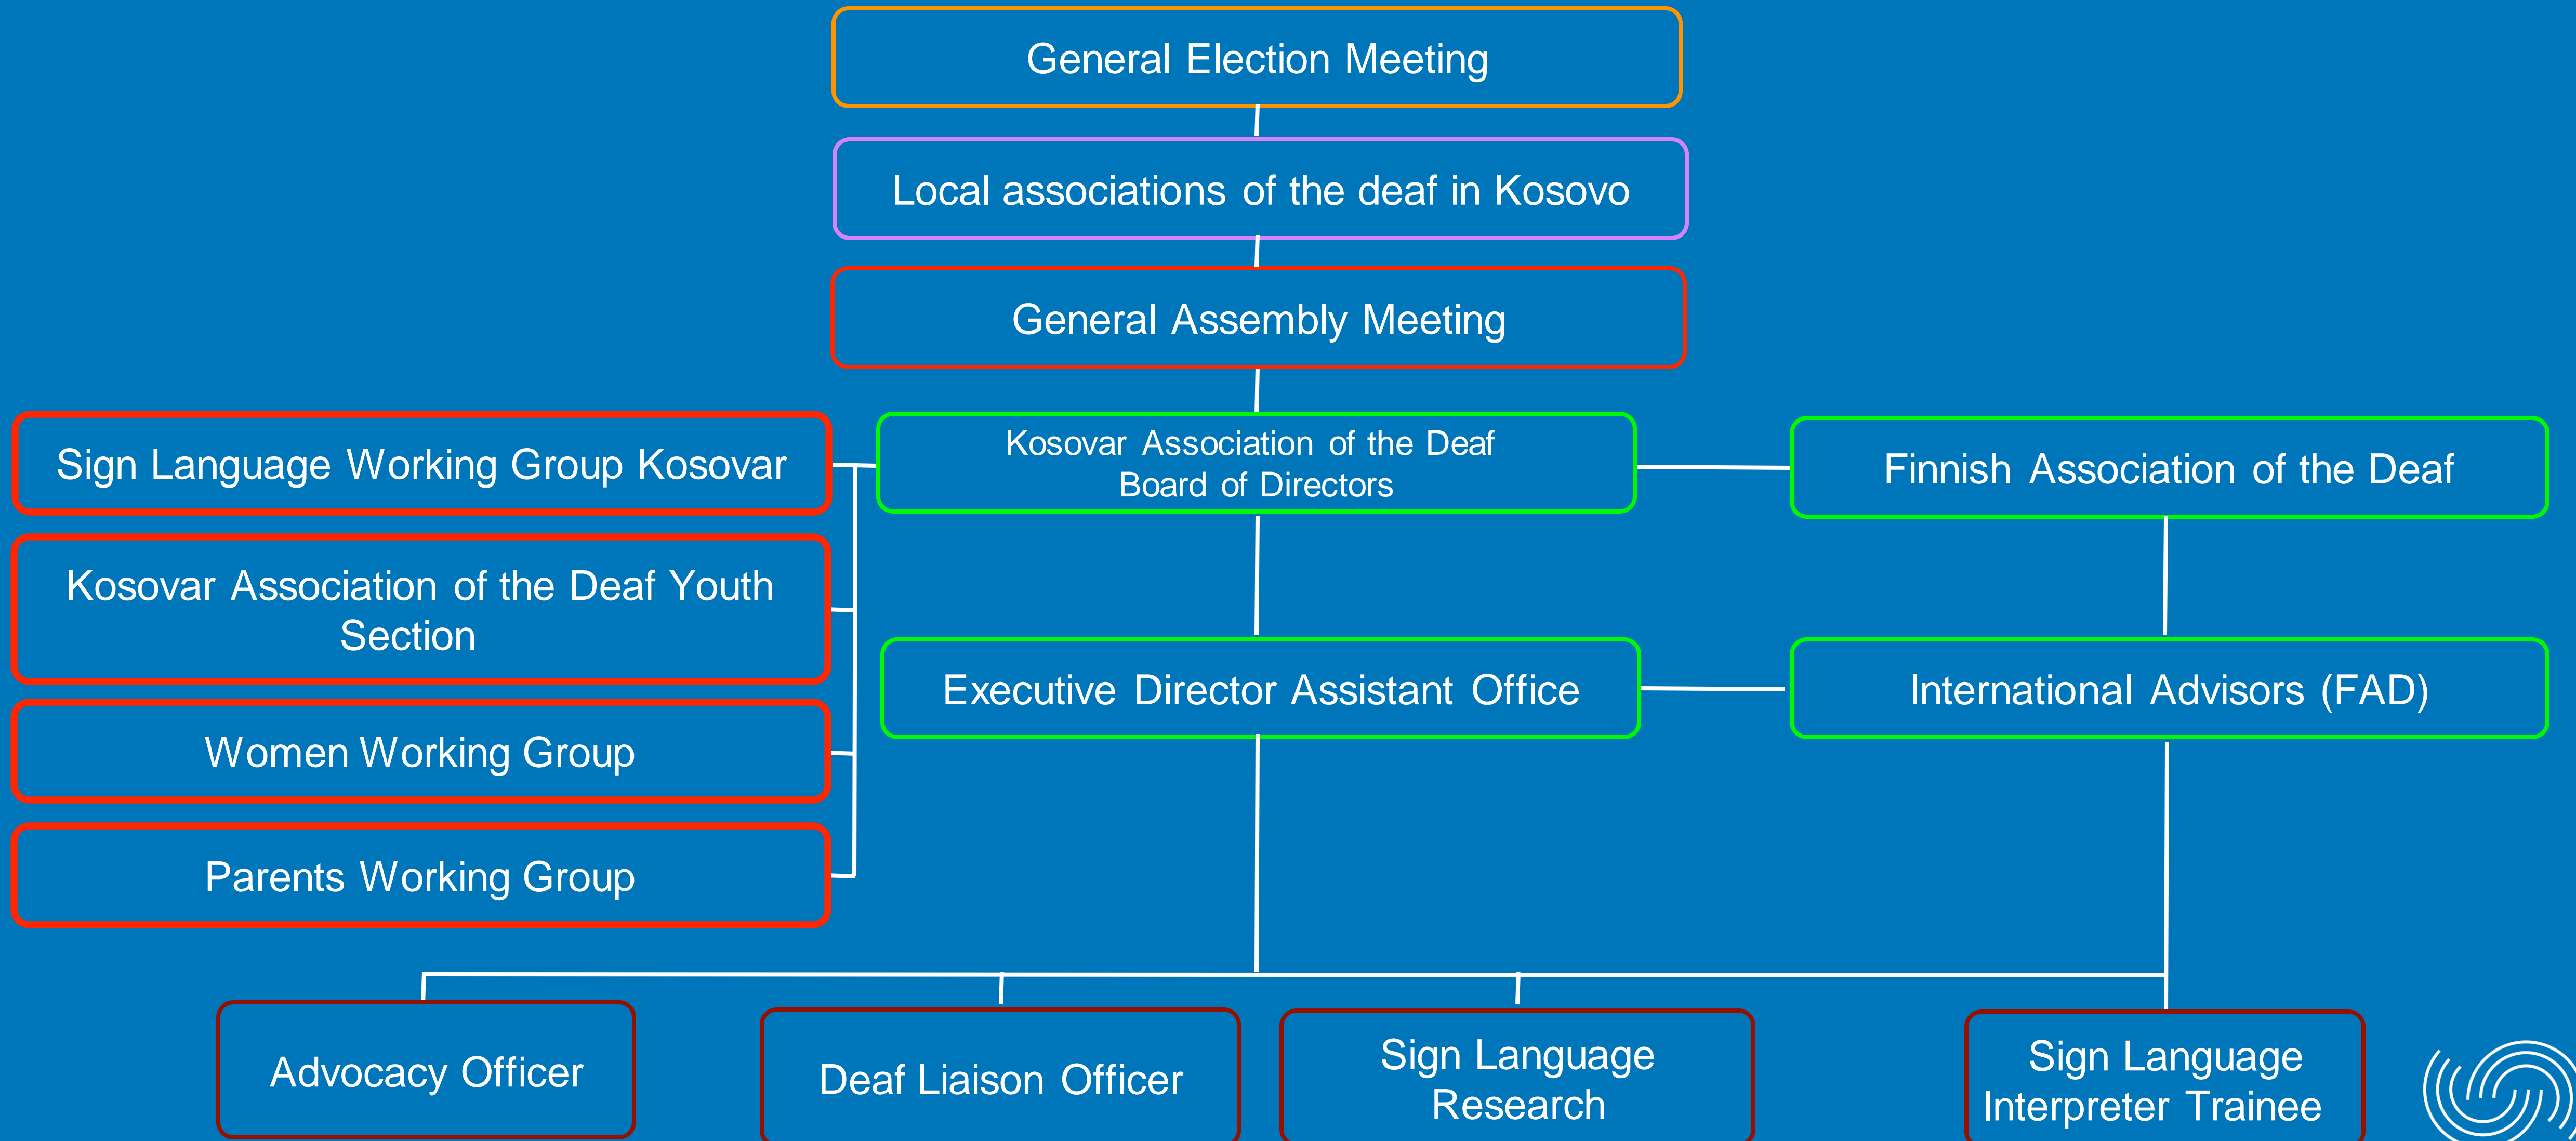 General Election Meeting
Local associations of the deaf in Kosovo
General Assembly Meeting
Sign Language Working Group Kosovar
Kosovar Association of the Deaf
Board of Directors
Finnish Association of the Deaf
Kosovar Association of the Deaf Youth
Section
Executive Director Assistant Office
International Advisors (FAD)
Women Working Group
Parents Working Group
Advocacy Officer
Deaf Liaison Officer
Sign Language
Research
Sign Language
Interpreter Trainee